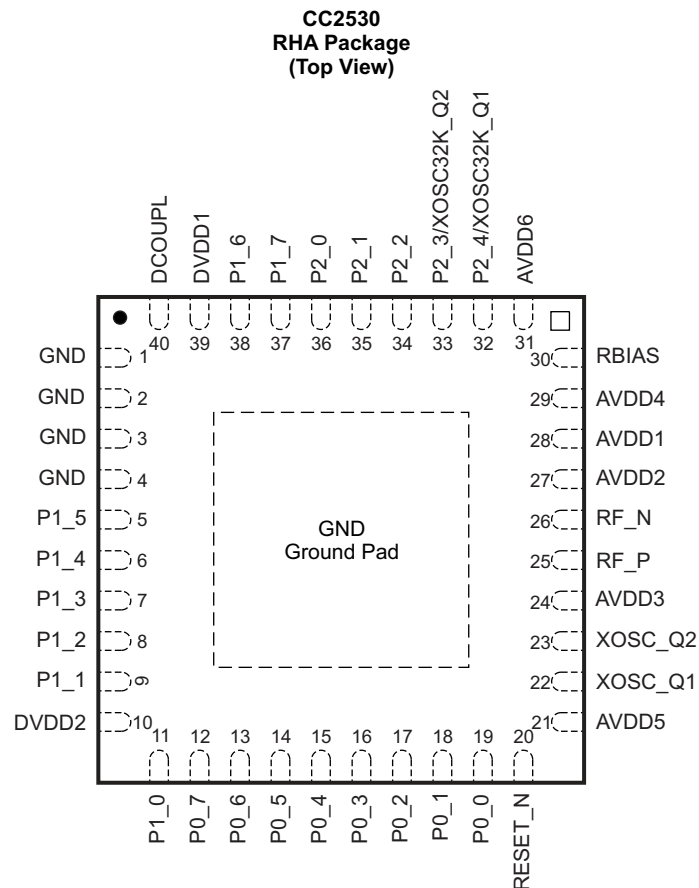 CC2530
RHA Package
(Top View)
DCOUPL
DVDD1
P1_6
P1_7
P2_0
P2_1
P2_2
P2_3/XOSC32K_Q2
P2_4/XOSC32K_Q1
AVDD6
40 39 38 37 36 35 34 33 32 31
GND 1
GND 2
GND 3
GND 4
P1_5 5
P1_4 6
P1_3 7
P1_2 8
P1_1 9
DVDD2 10
GND
Ground Pad
30 RBIAS
29 AVDD4
28 AVDD1
27 AVDD2
26 RF_N
25 RF_P
24 AVDD3
23 XOSC_Q2
22 XOSC_Q1
21 AVDD5
11 12 13 14 15 16 17 18 19 20
P1_0
P0_7
P0_6
P0_5
P0_4
P0_3
P0_2
P0_1
P0_0
RESET_N